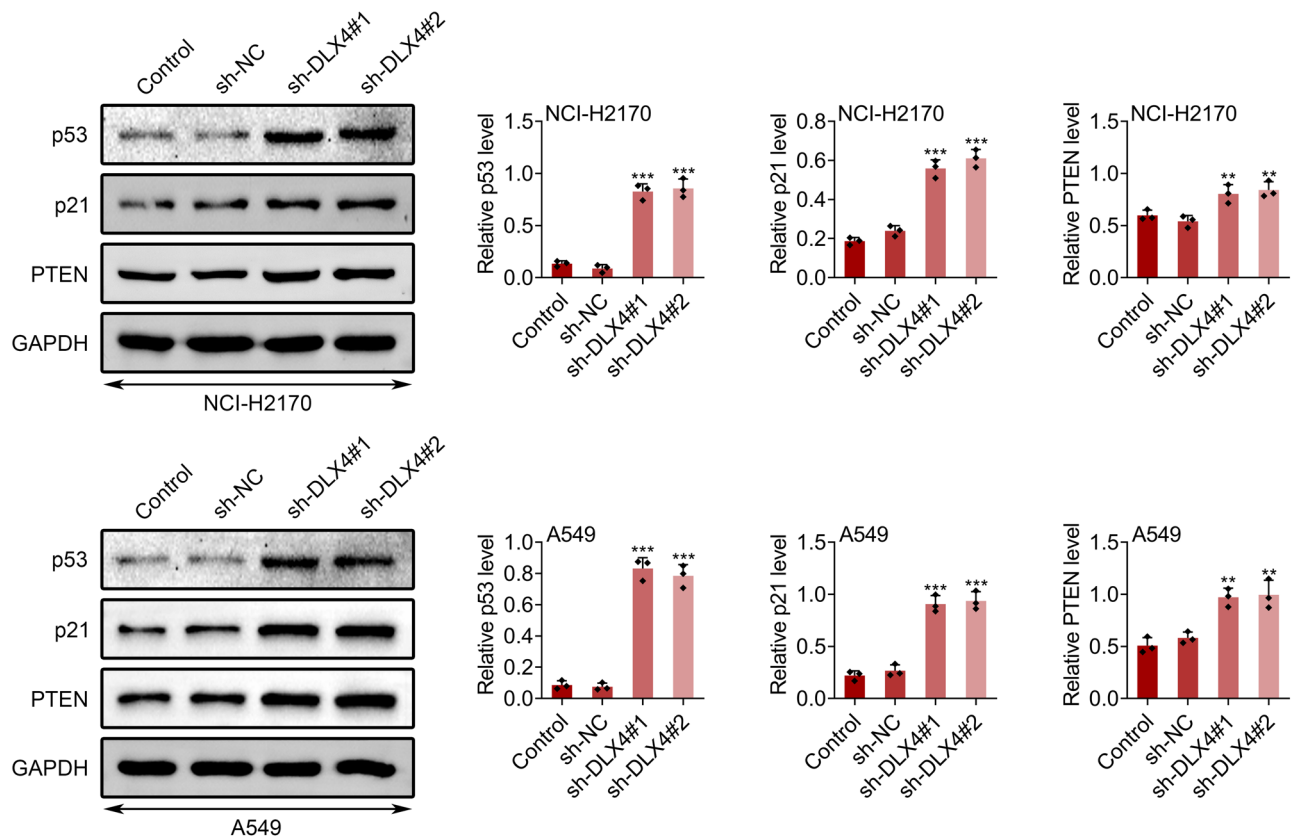 Control
sh-NC
sh-DLX4#1
sh-DLX4#2
p53
p21
PTEN
GAPDH
NCI-H2170
NCI-H2170
Relative p53 level
1.5
1.0
0.5
0.0
***
***
Control
sh-NC
sh-DLX4#1
sh-DLX4#2
NCI-H2170
Relative p21 level
0.8
0.6
0.4
0.2
0.0
***
***
Control
sh-NC
sh-DLX4#1
sh-DLX4#2
NCI-H2170
Relative PTEN level
1.5
1.0
0.5
0.0
**
**
Control
sh-NC
sh-DLX4#1
sh-DLX4#2
Control
sh-NC
sh-DLX4#1
sh-DLX4#2
p53
p21
PTEN
GAPDH
A549
A549
Relative p53 level
1.0
0.8
0.6
0.4
0.2
0.0
***
***
Control
sh-NC
sh-DLX4#1
sh-DLX4#2
A549
Relative p21 level
1.5
1.0
0.5
0.0
***
***
Control
sh-NC
sh-DLX4#1
sh-DLX4#2
A549
Relative PTEN level
1.5
1.0
0.5
0.0
**
**
Control
sh-NC
sh-DLX4#1
sh-DLX4#2